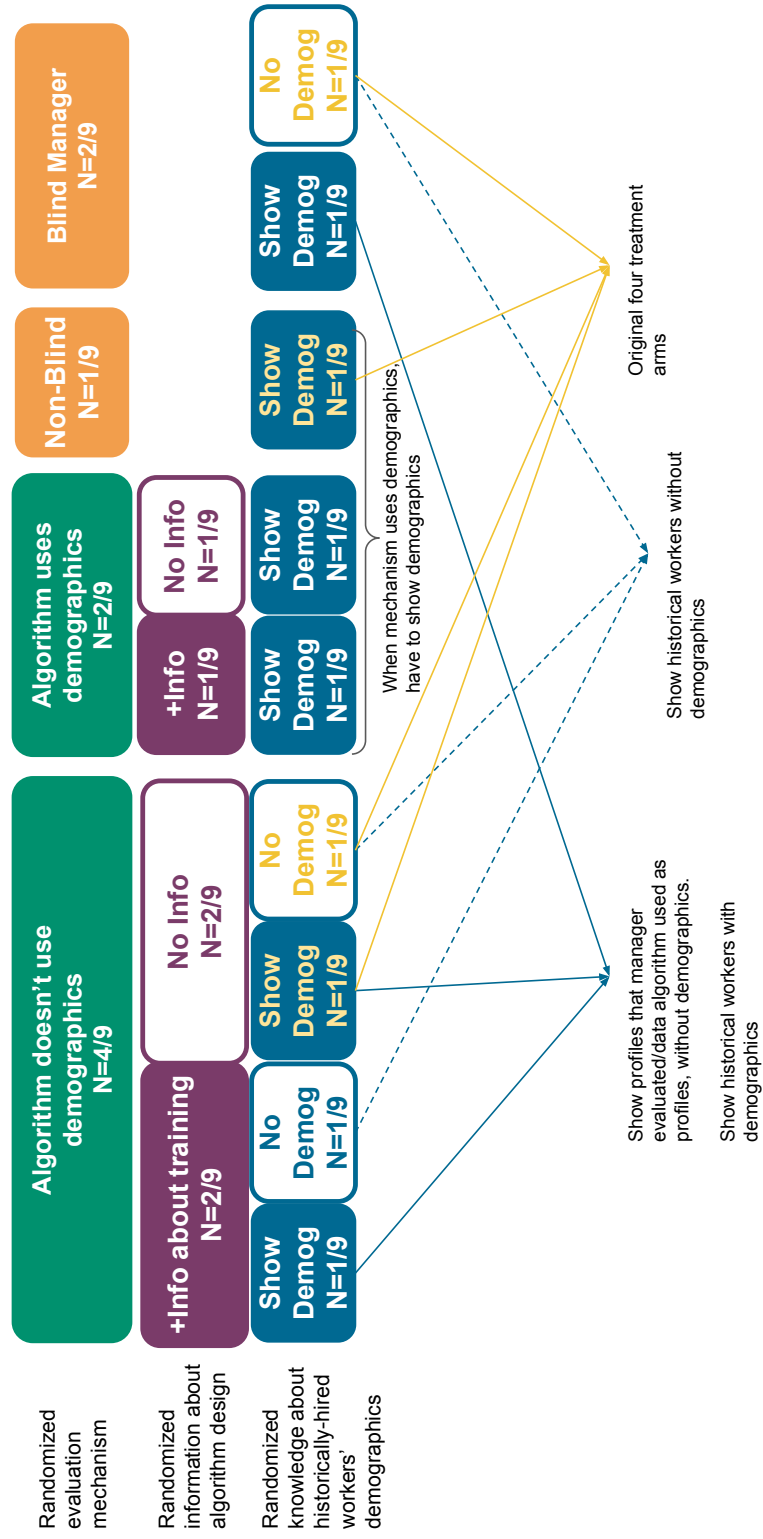 Randomized
evaluation
mechanism
Algorithm doesn't use
demographics
N=4/9
Algorithm uses
demographics
N=2/9
Non-Blind
N=1/9
Blind Manager
N=2/9
Randomized
information about
algorithm design
+Info about training
N=2/9
No Info
N=2/9
+Info
N=1/9
No Info
N=1/9
Randomized
knowledge about
historically-hired
workers'
demographics
Show
Demog
N=1/9
No
Demog
N=1/9
Show
Demog
N=1/9
No
Demog
N=1/9
Show
Demog
N=1/9
Show
Demog
N=1/9
Show
Demog
N=1/9
Show
Demog
N=1/9
No
Demog
N=1/9
When mechanism uses demographics,
have to show demographics
Show profiles that manager
evaluated/data algorithm used as
profiles, without demographics.
Show historical workers with
demographics
Show historical workers without
demographics
Original four treatment
arms